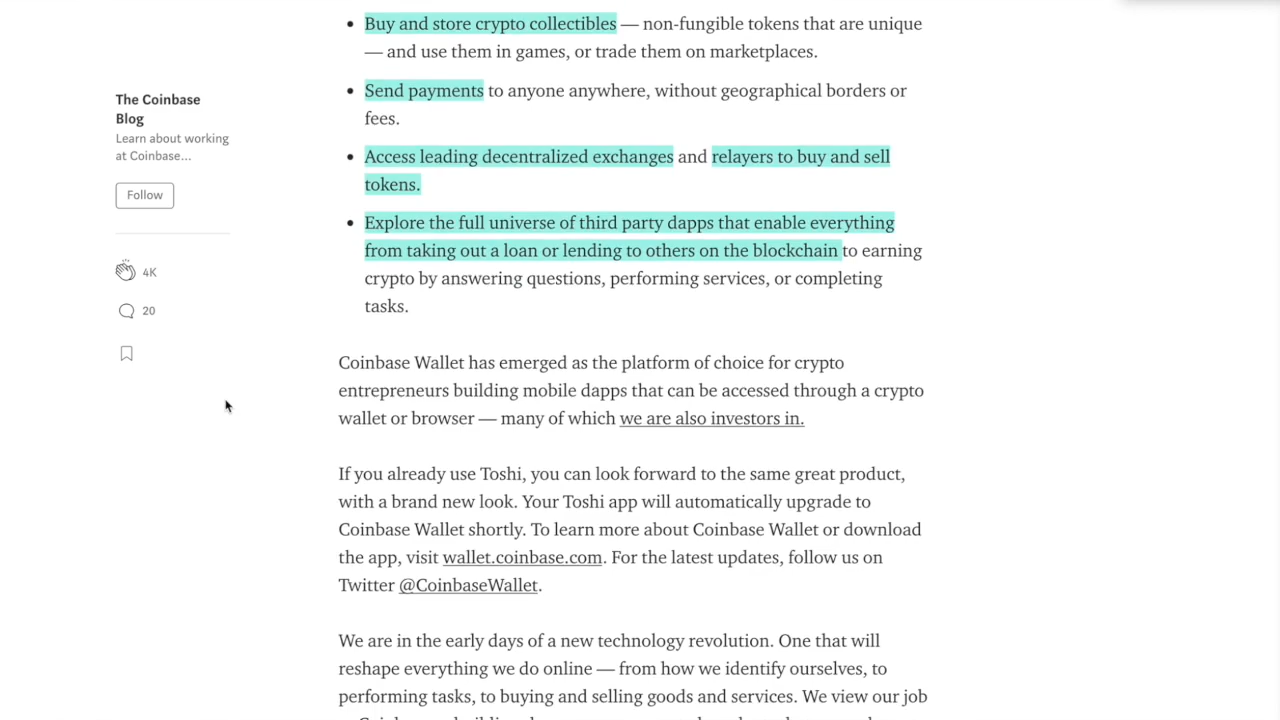 Buy and store crypto collectibles — non-fungible tokens that are unique
— and use them in games, or trade them on marketplaces.
Send payments to anyone anywhere, without geographical borders or
fees.
Access leading decentralized exchanges and relayers to buy and sell
tokens.
Explore the full universe of third party dapps that enable everything
from taking out a loan or lending to others on the blockchain to earning
crypto by answering questions, performing services, or completing
tasks.
The Coinbase
Blog
Learn about working
at Coinbase...
Follow
4K
20
Coinbase Wallet has emerged as the platform of choice for crypto
entrepreneurs building mobile dapps that can be accessed through a crypto
wallet or browser — many of which we are also investors in.
If you already use Toshi, you can look forward to the same great product,
with a brand new look. Your Toshi app will automatically upgrade to
Coinbase Wallet shortly. To learn more about Coinbase Wallet or download
the app, visit wallet.coinbase.com. For the latest updates, follow us on
Twitter @CoinbaseWallet.
We are in the early days of a new technology revolution. One that will
reshape everything we do online — from how we identify ourselves, to
performing tasks, to buying and selling goods and services. We view our job